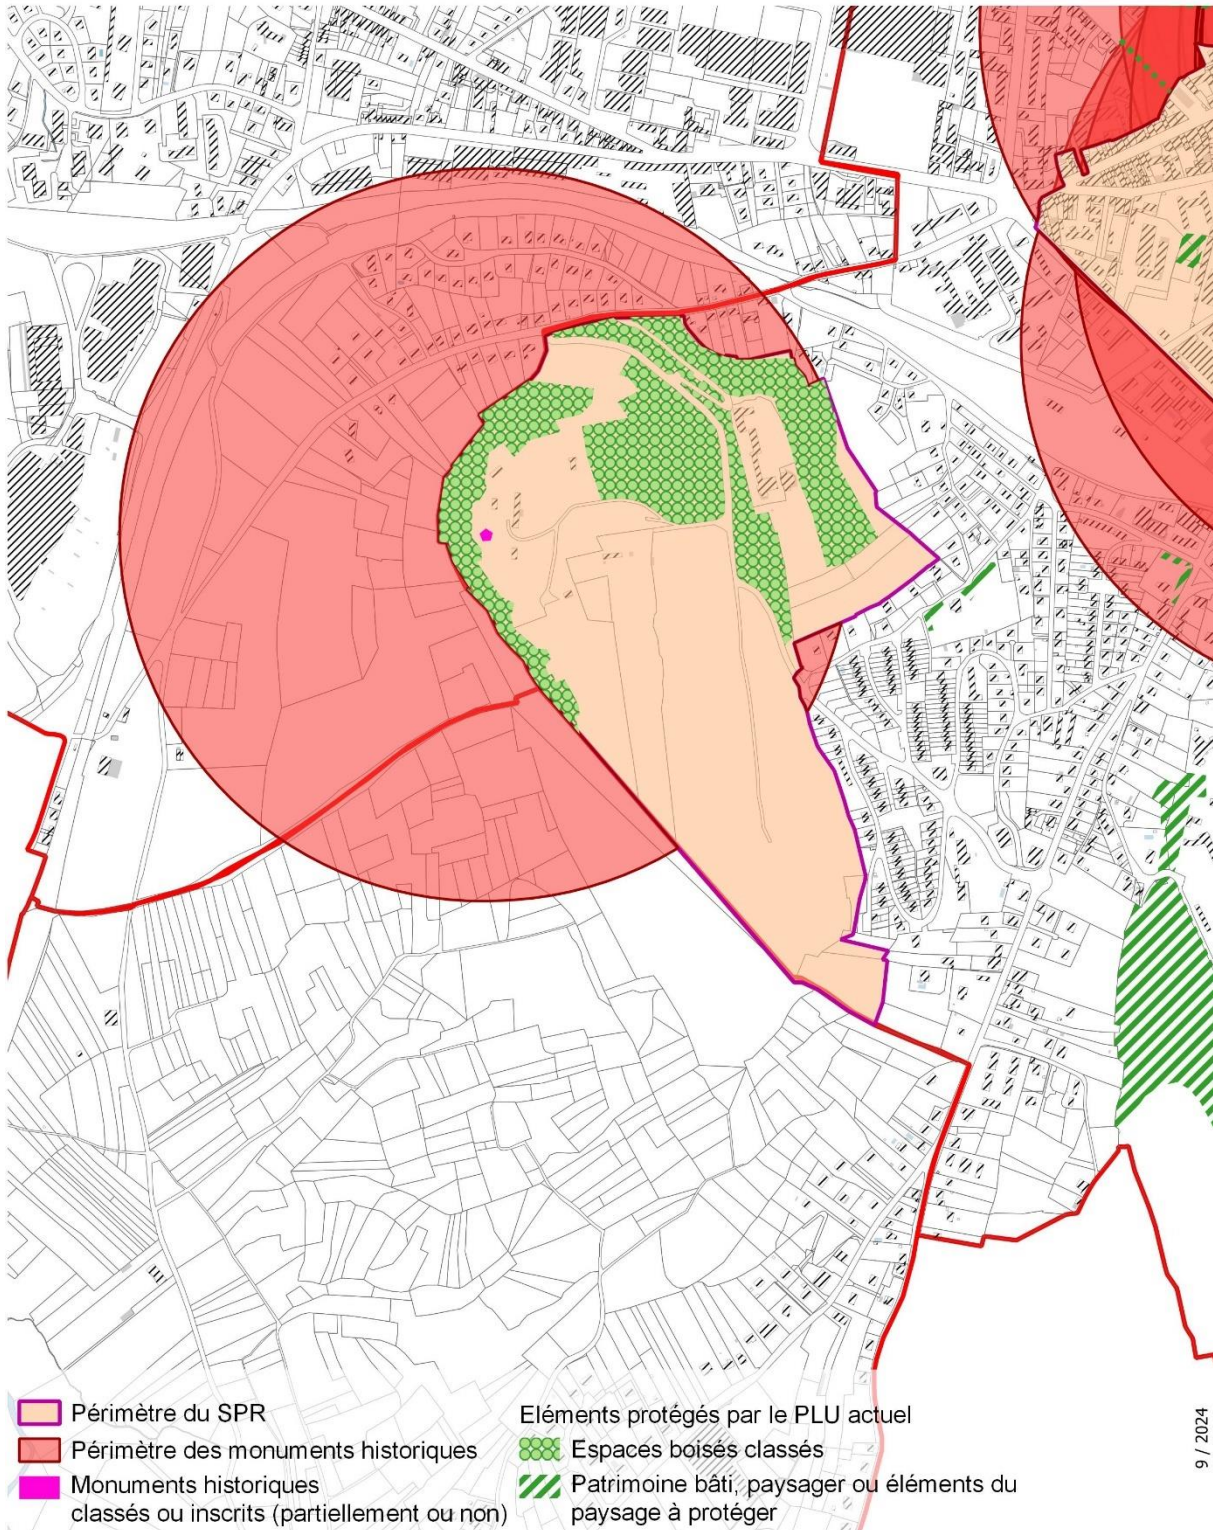 Périmètre du SPR
Périmètre des monuments historiques
Monuments historiques
classés ou inscrits (partiellement ou non)
Eléments protégés par le PLU actuel
Espaces boisés classés
Patrimoine bâti, paysager ou éléments du
paysage à protéger
9 / 2024